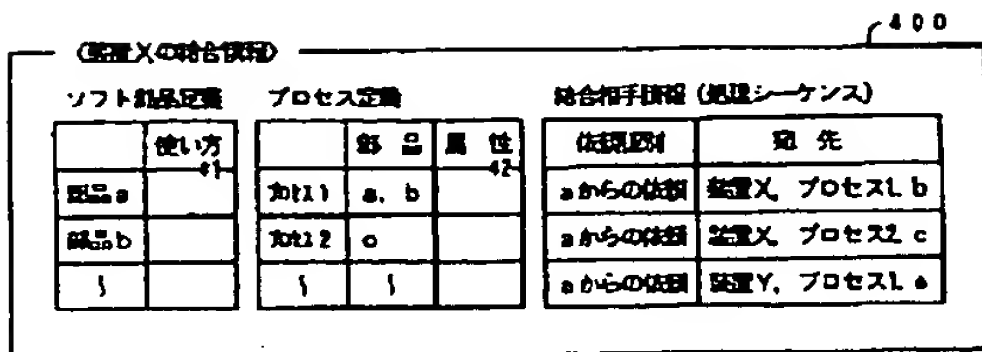 400
(装置Xの結合情報)
ソフト部品定義 プロセス定義 結合相手情報 (処理シーケンス)
使い方 *1 部品 属性 *2 依頼種別 宛先
部品a プロセス1 a, b aからの依頼 装置X, プロセス1, b
部品b プロセス2 c aからの依頼 装置X, プロセス2, c
aからの依頼 装置Y, プロセス1, e